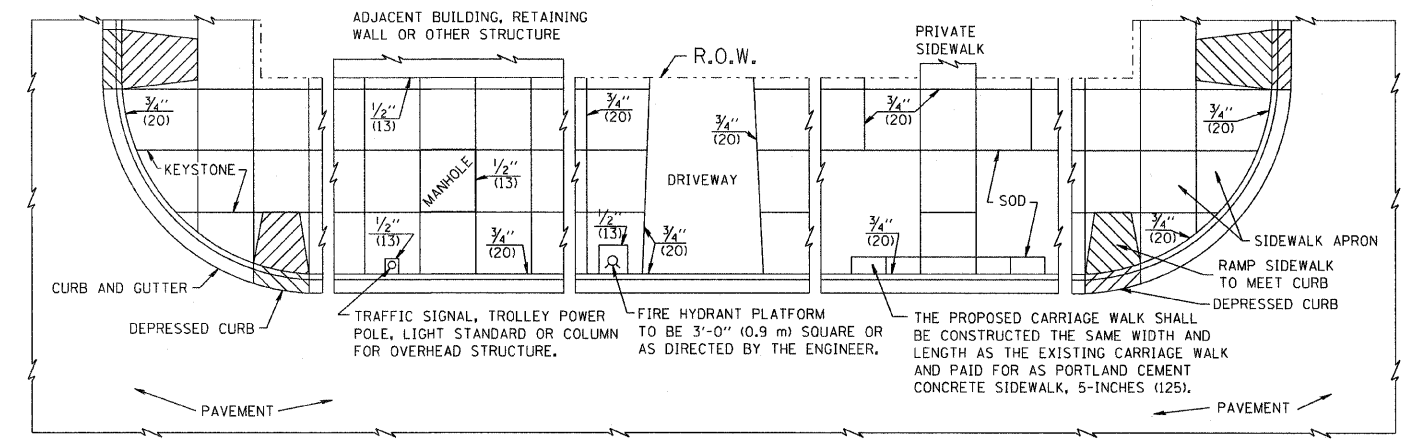 ADJACENT BUILDING, RETAINING
WALL OR OTHER STRUCTURE
R.O.W.
PRIVATE
SIDEWALK
3/4"
(20)
1/2"
(13)
3/4"
(20)
3/4"
(20)
3/4"
(20)
3/4"
(20)
KEYSTONE
MANHOLE
1/2"
(13)
DRIVEWAY
SOD
1/2"
(13)
3/4"
(20)
1/2"
(13)
3/4"
(20)
3/4"
(20)
3/4"
(20)
SIDEWALK APRON
RAMP SIDEWALK
TO MEET CURB
DEPRESSED CURB
CURB AND GUTTER
DEPRESSED CURB
TRAFFIC SIGNAL, TROLLEY POWER
POLE, LIGHT STANDARD OR COLUMN
FOR OVERHEAD STRUCTURE.
FIRE HYDRANT PLATFORM
TO BE 3'-0" (0.9 m) SQUARE OR
AS DIRECTED BY THE ENGINEER.
THE PROPOSED CARRIAGE WALK SHALL
BE CONSTRUCTED THE SAME WIDTH AND
LENGTH AS THE EXISTING CARRIAGE WALK
AND PAID FOR AS PORTLAND CEMENT
CONCRETE SIDEWALK, 5-INCHES (125).
PAVEMENT
PAVEMENT